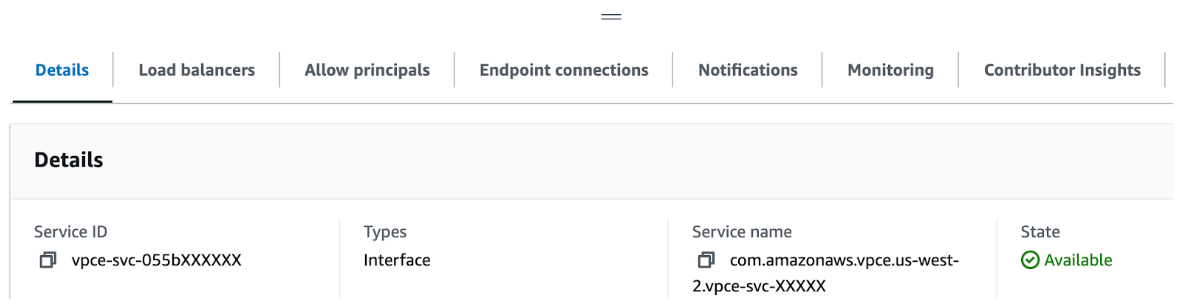 Details
Load balancers
Allow principals
Endpoint connections
Notifications
Monitoring
Contributor Insights
Details
Service ID
vpce-svc-055bXXXXXX
Types
Interface
Service name
com.amazonaws.vpce.us-west-
2.vpce-svc-XXXXX
State
Available